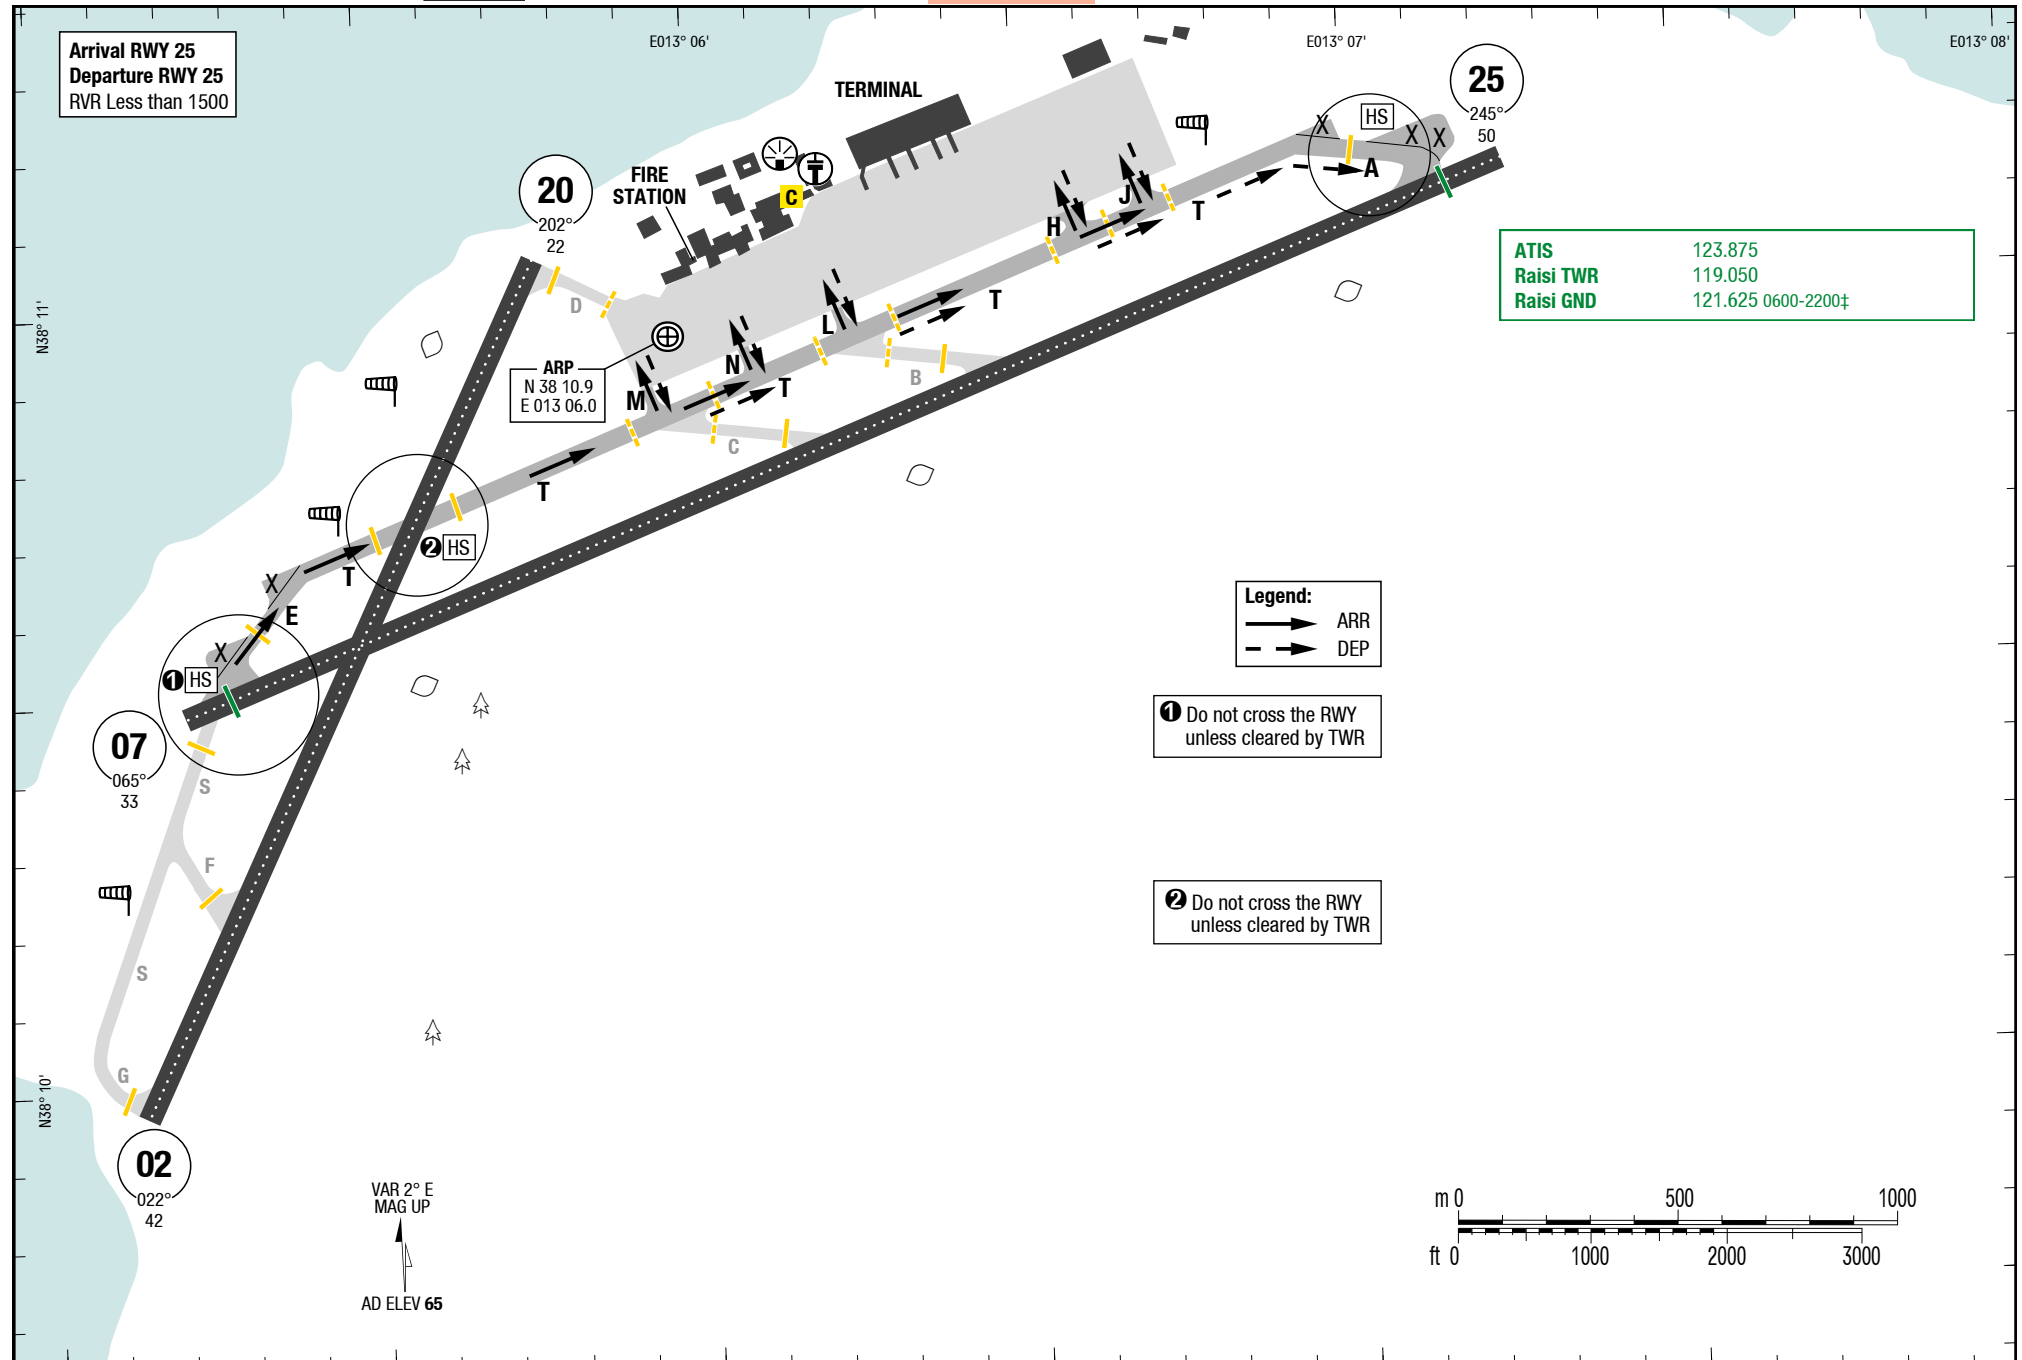 Arrival RWY 25
Departure RWY 25
RVR Less than 1500
E013° 06'
E013° 07'
E013° 08'
TERMINAL
25
245°
50
HS
X
X
X
A
FIRE
STATION
C
20
202°
22
J
H
T
ATIS 123.875
Raisi TWR 119.050
Raisi GND 121.625 0600-2200‡
N38° 11'
D
L
T
ARP
N 38 10.9
E 013 06.0
N
M
T
B
C
T
2 HS
T
X
E
X
1 HS
Legend:
ARR
DEP
1 Do not cross the RWY
unless cleared by TWR
07
065°
33
S
F
2 Do not cross the RWY
unless cleared by TWR
S
G
N38° 10'
02
022°
42
VAR 2° E
MAG UP
AD ELEV 65
m 0 500 1000
ft 0 1000 2000 3000